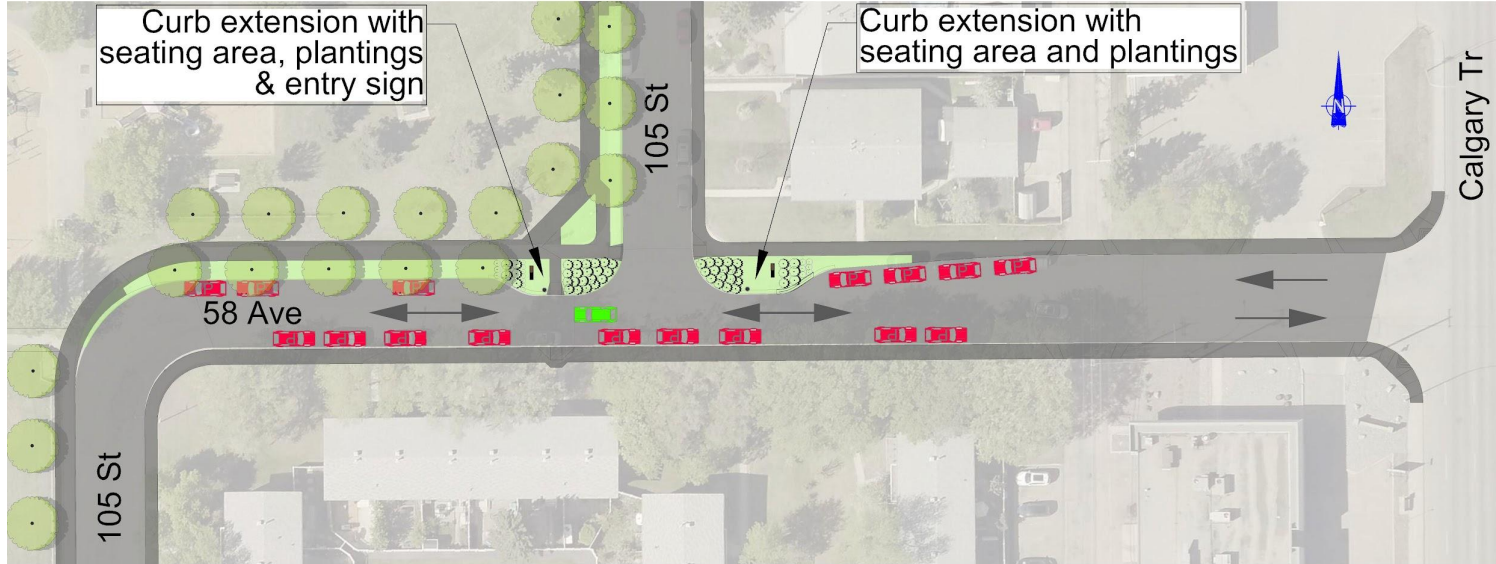 Curb extension with
seating area, plantings
& entry sign
Curb extension with
seating area and plantings
105 St
Calgary Tr
N
58 Ave
105 St